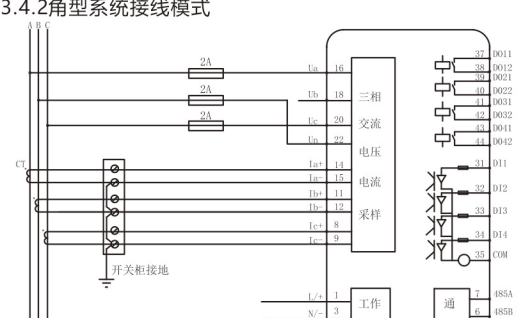 3.4.2角型系统接线模式
A B C
2A
2A
2A
Ua 16
Ub 18
Uc 20
Un 22
Ia+ 14
Ia- 15
Ib+ 11
Ib- 12
Ic+ 8
Ic- 9
三相
交流
电压
电流
采样
CT
开关柜接地
37 DO11
38 DO12
39 DO21
40 DO22
41 DO31
42 DO32
43 DO41
44 DO42
31 DI1
32 DI2
33 DI3
34 DI4
35 COM
L/+ 1
N/- 3
工作
通
7 485A
6 485B